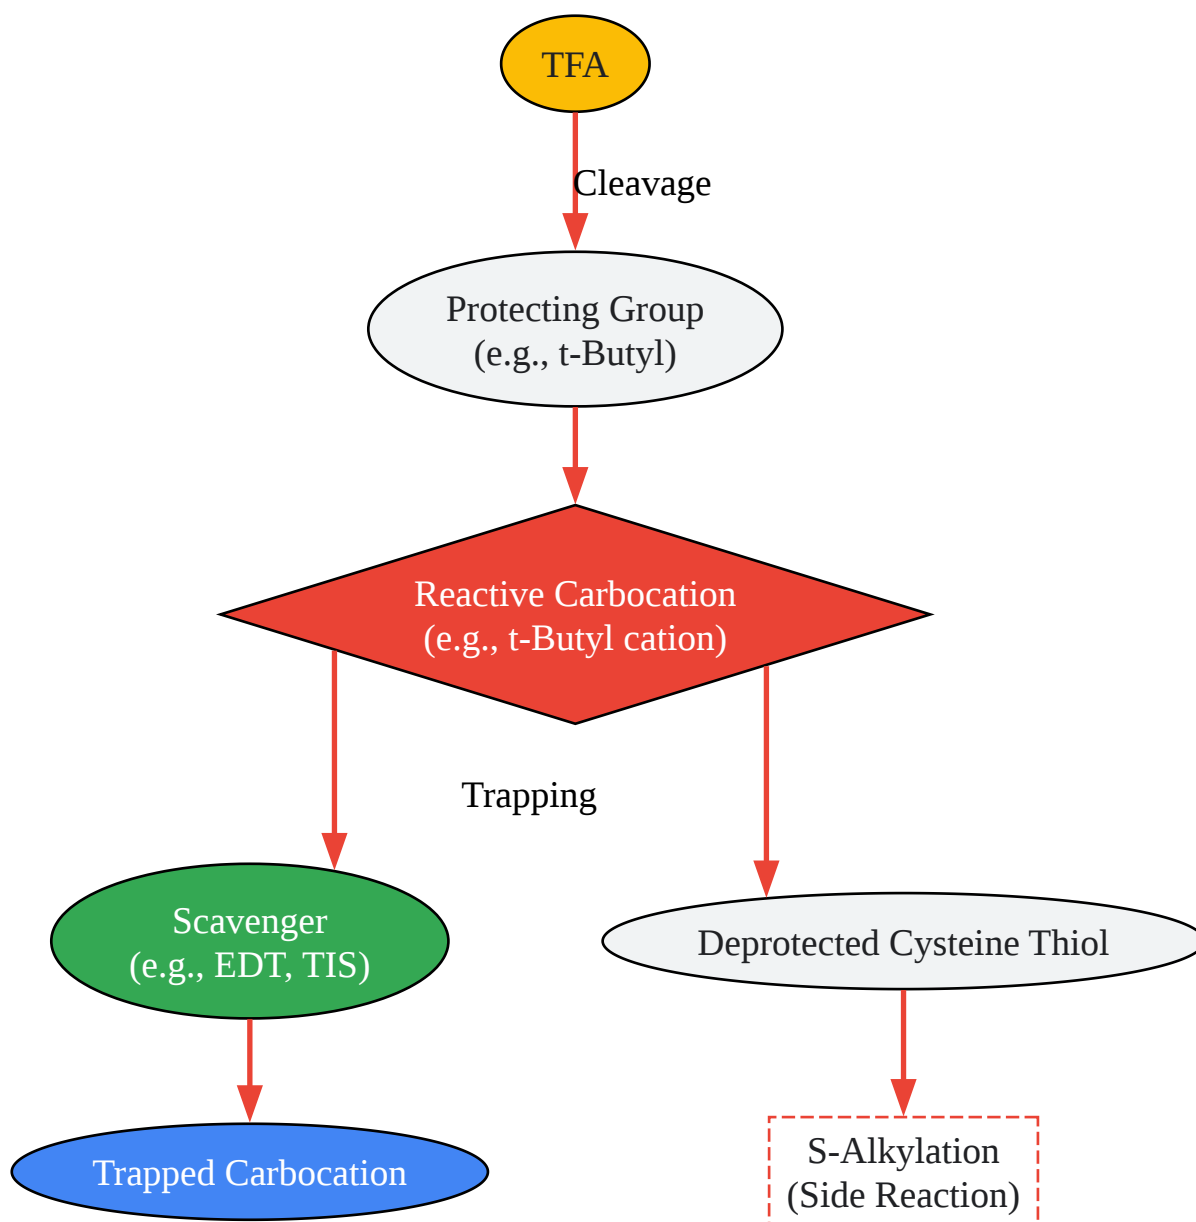 TFA
Cleavage
Protecting Group
(e.g., t-Butyl)
Reactive Carbocation
(e.g., t-Butyl cation)
Trapping
Scavenger
(e.g., EDT, TIS)
Deprotected Cysteine Thiol
Trapped Carbocation
S-Alkylation
(Side Reaction)